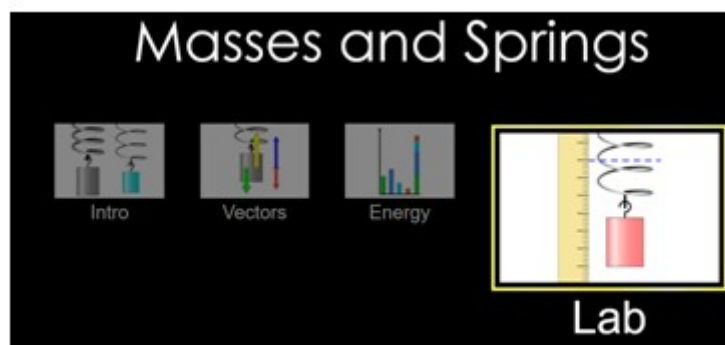 Masses and Springs
Intro
Vectors
Energy
Lab